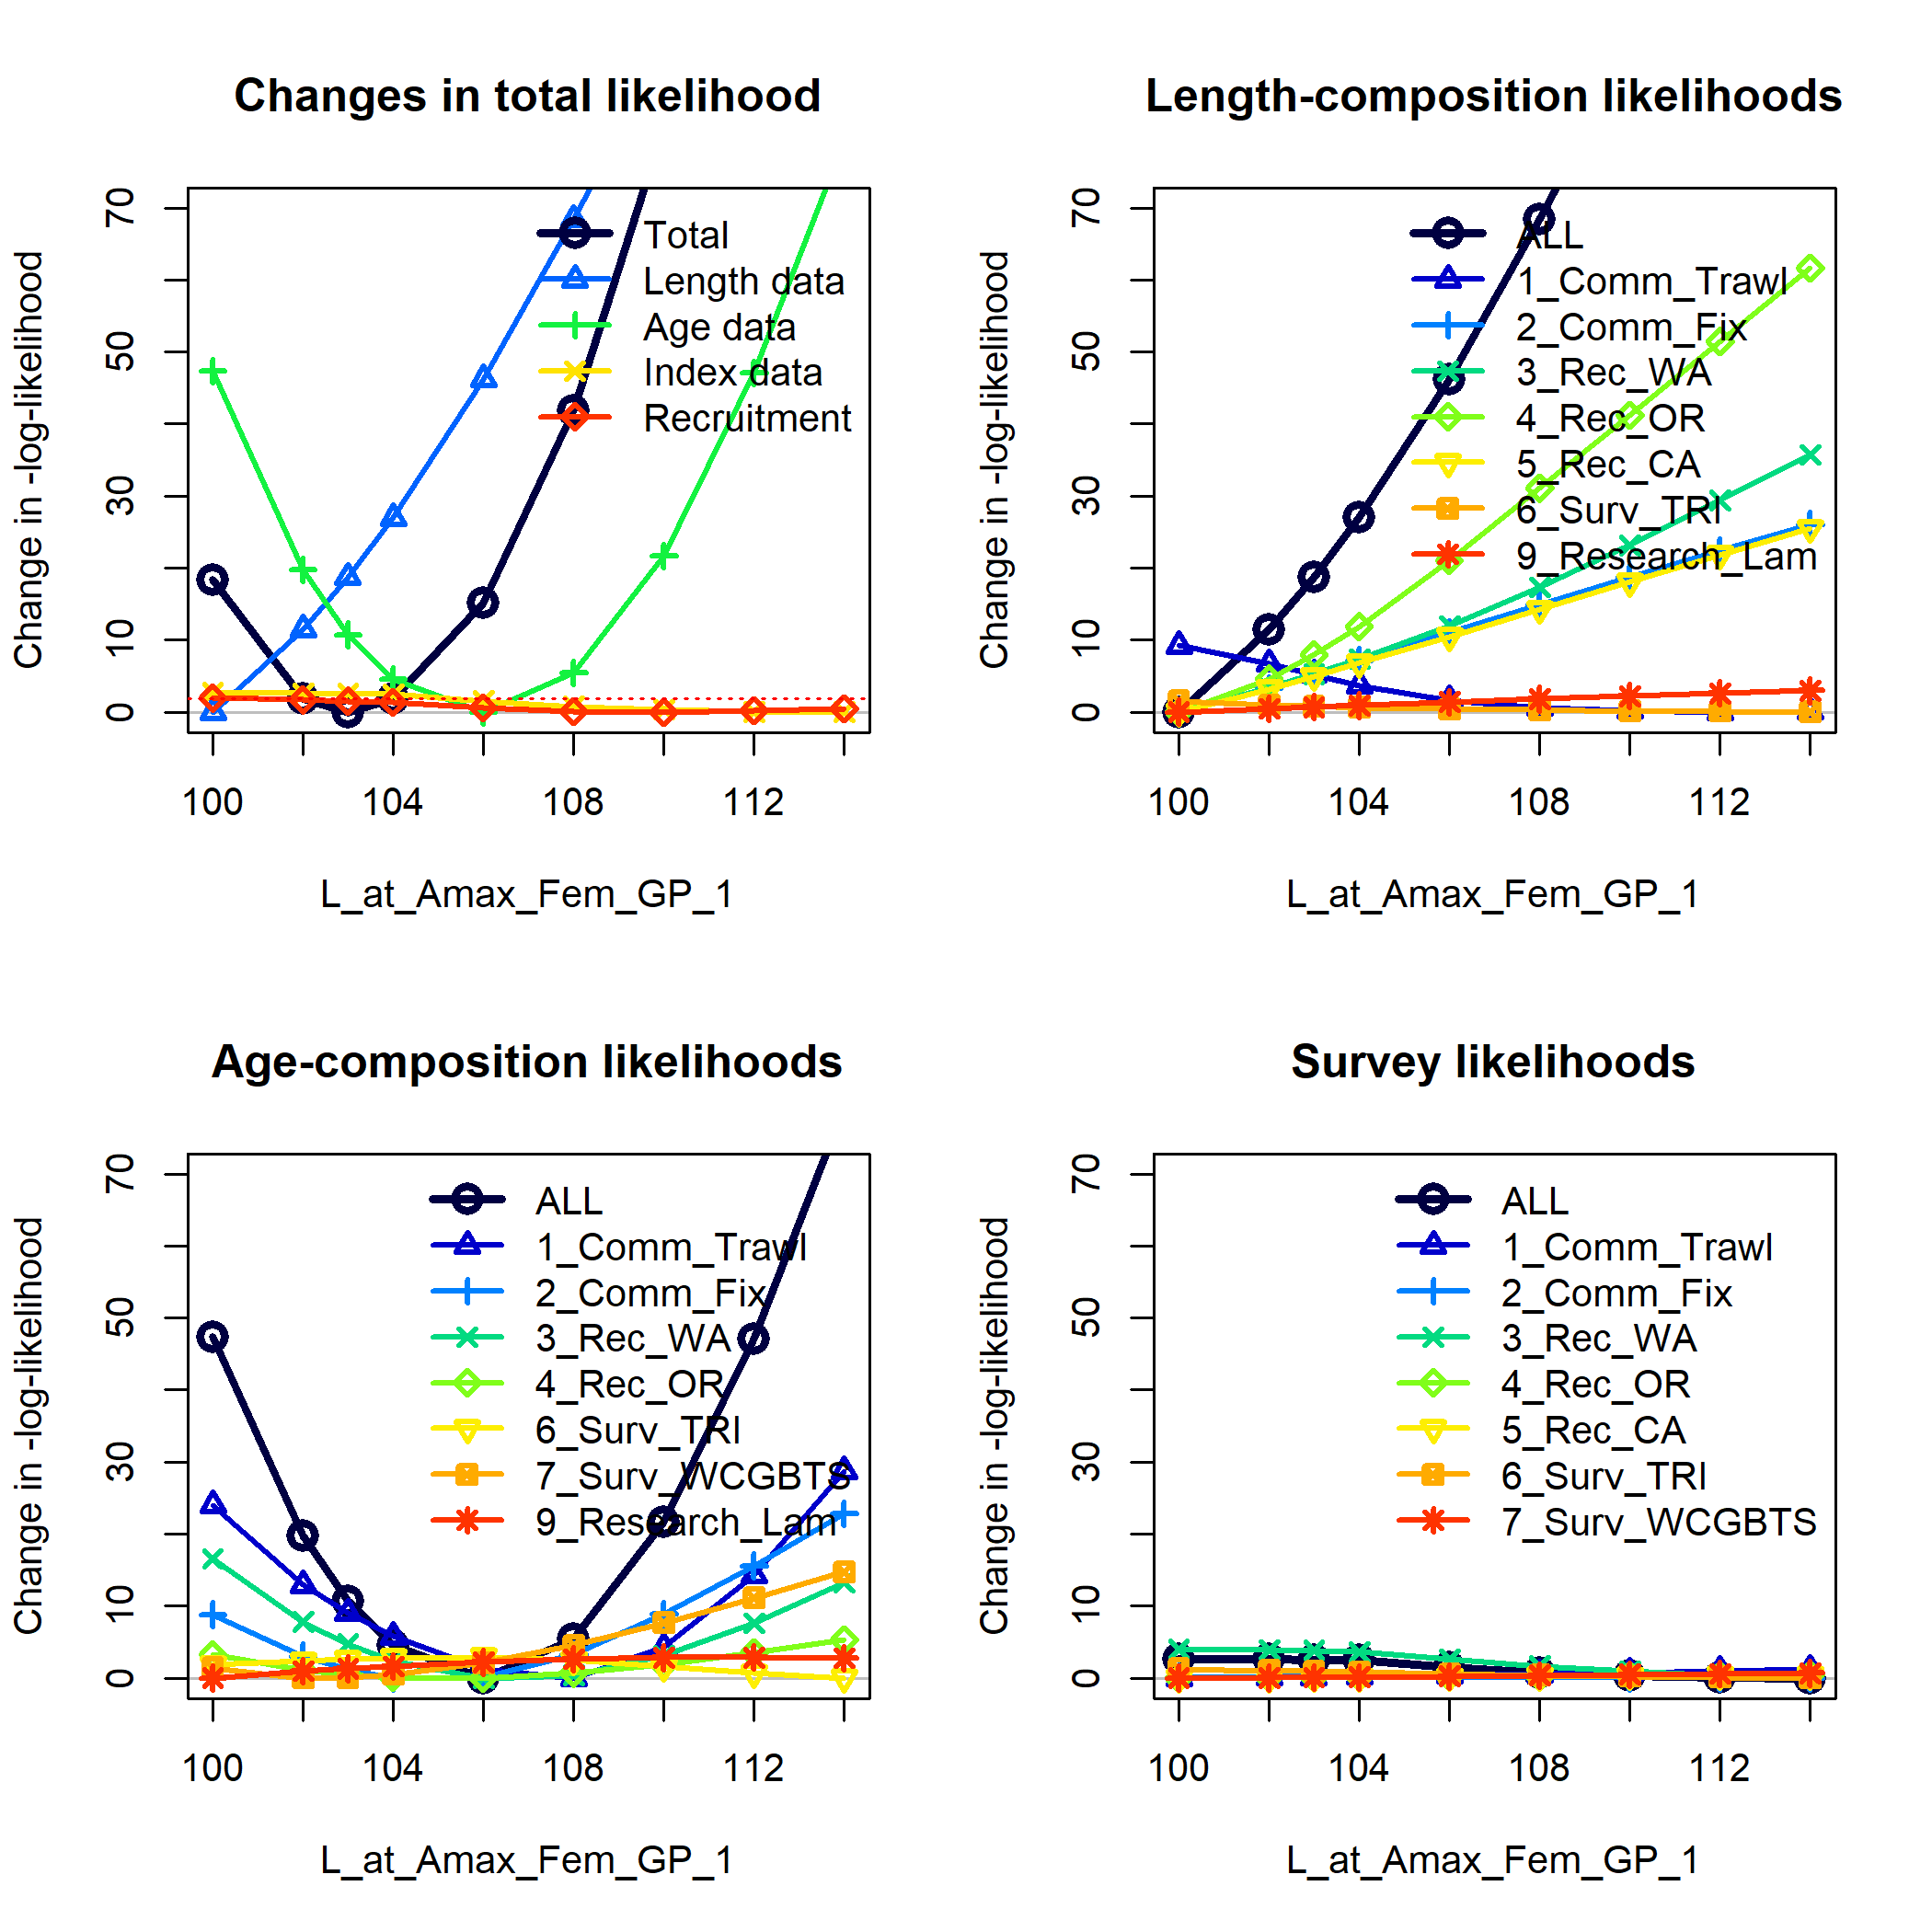 Changes in total likelihood
Change in -log-likelihood
70
50
30
10
0
Total
Length data
Age data
Index data
Recruitment
100
104
108
112
L_at_Amax_Fem_GP_1
Length-composition likelihoods
Change in -log-likelihood
70
50
30
10
0
ALL
1_Comm_Trawl
2_Comm_Fix
3_Rec_WA
4_Rec_OR
5_Rec_CA
6_Surv_TRI
9_Research_Lam
100
104
108
112
L_at_Amax_Fem_GP_1
Age-composition likelihoods
Change in -log-likelihood
70
50
30
10
0
ALL
1_Comm_Trawl
2_Comm_Fix
3_Rec_WA
4_Rec_OR
6_Surv_TRI
7_Surv_WCGBTS
9_Research_Lam
100
104
108
112
L_at_Amax_Fem_GP_1
Survey likelihoods
Change in -log-likelihood
70
50
30
10
0
ALL
1_Comm_Trawl
2_Comm_Fix
3_Rec_WA
4_Rec_OR
5_Rec_CA
6_Surv_TRI
7_Surv_WCGBTS
100
104
108
112
L_at_Amax_Fem_GP_1